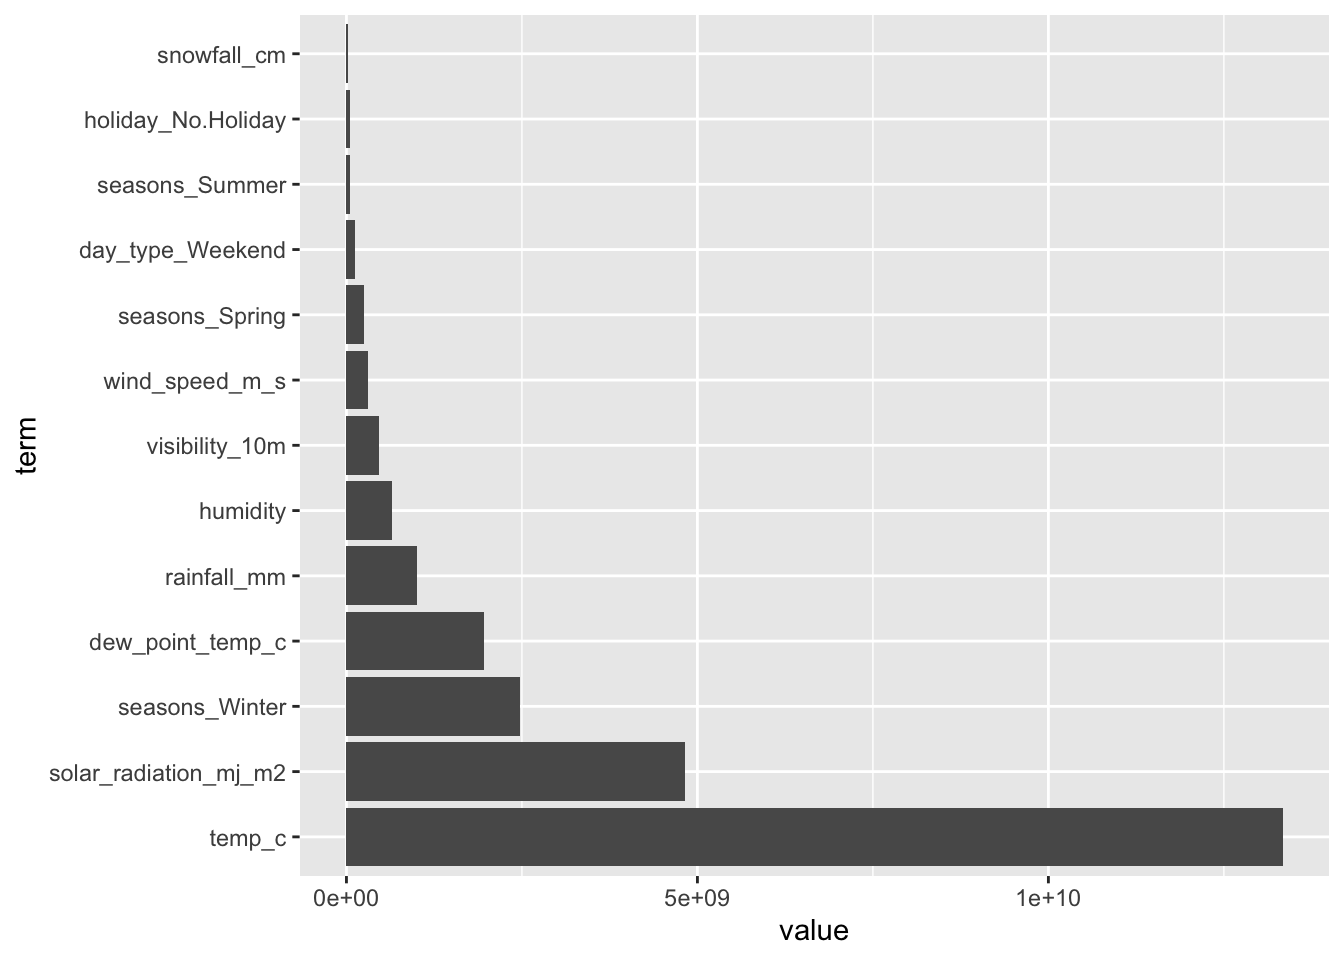 snowfall_cm
holiday_No.Holiday
seasons_Summer
day_type_Weekend
seasons_Spring
wind_speed_m_s
visibility_10m
humidity
rainfall_mm
dew_point_temp_c
seasons_Winter
solar_radiation_mj_m2
temp_c
term
0e+00 5e+09 1e+10
value